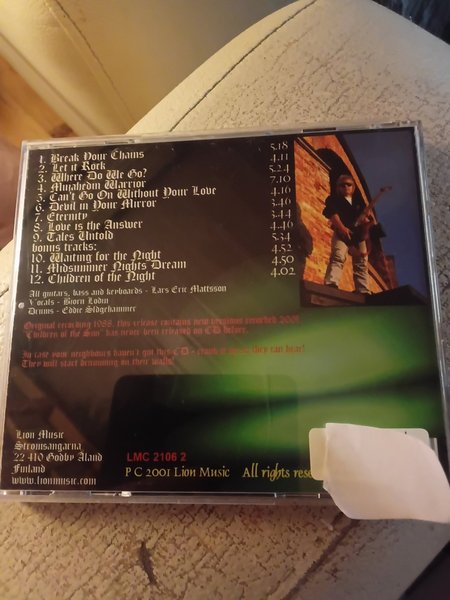 1. Break Your Chains 5.18
2. Let it Rock 4.11
3. Where Do We Go? 5.24
4. Mujahedin Warrior 7.10
5. Can't Go On Without Your Love 4.16
6. Devil in Your Mirror 3.46
7. Eternity 3.44
8. Love is the Answer 4.46
9. Tales Untold 5.34
bonus tracks:
10. Waiting for the Night 4.52
11. Midsummer Nights Dream 4.50
12. Children of the Night 4.02
All guitars, bass and keyboards - Lars Eric Mattsson
Vocals - Bjorn Lodin
Drums - Eddie Sledgehammer
Original recording 1988, this release contains new versions recorded 2001
'Children of the Sin' has never been released on CD before.
In case your neighbours haven't got this CD - crank it up so they can hear!
They will start drumming on their walls!
Lion Music
Stromsangarna
22 410 Godby Aland
Finland
www.lionmusic.com
LMC 2106 2
P C 2001 Lion Music All rights rese